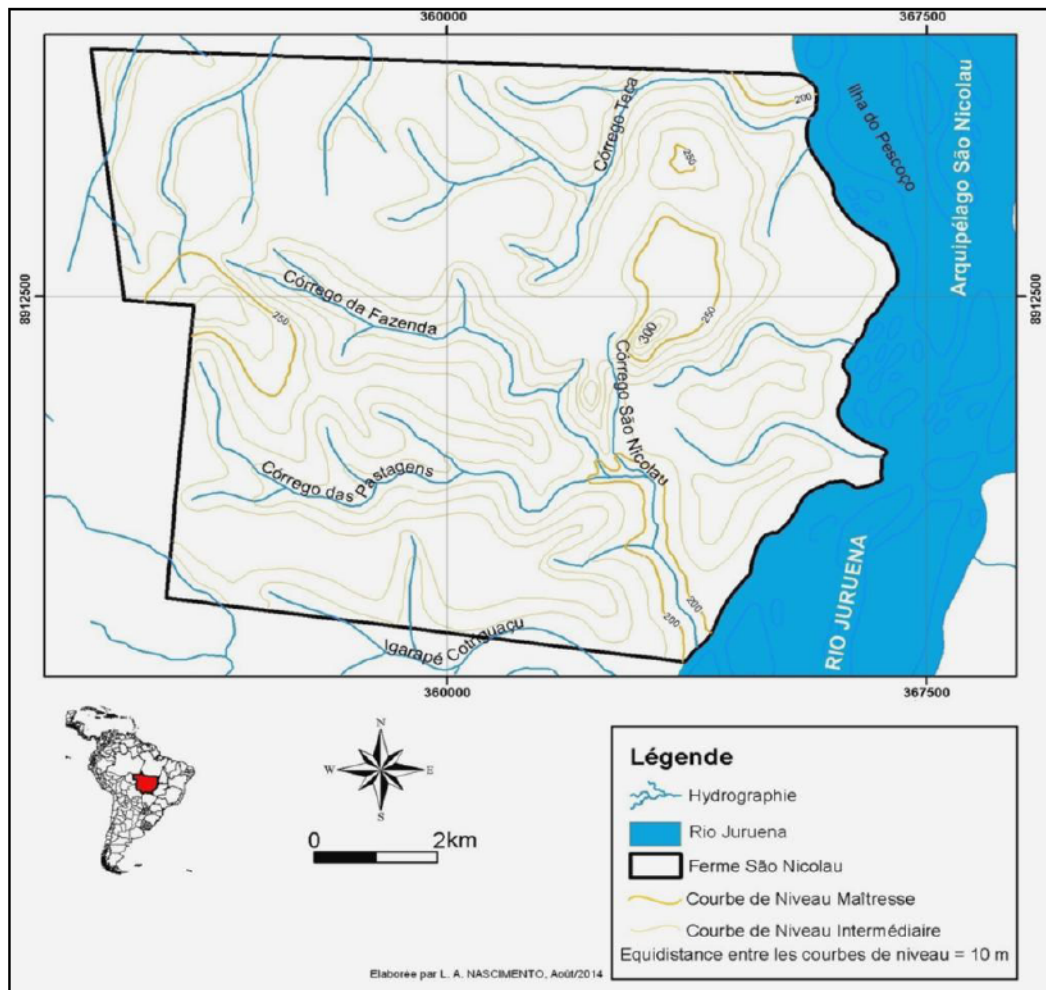 360000
367500
8912500
8912500
Córrego Teca
200
Ilha do Pescoço
Arquipélago São Nicolau
250
Córrego da Fazenda
250
300
250
Córrego São Nicolau
Córrego das Pastagens
200
200
RIO JURUENA
Igarapé Cotriguaçu
360000
367500
N
W
E
S
0
2km
Légende
Hydrographie
Rio Juruena
Ferme São Nicolau
Courbe de Niveau Maîtresse
Courbe de Niveau Intermédiaire
Equidistance entre les courbes de niveau = 10 m
Elaborée par L. A. NASCIMENTO, Août/2014